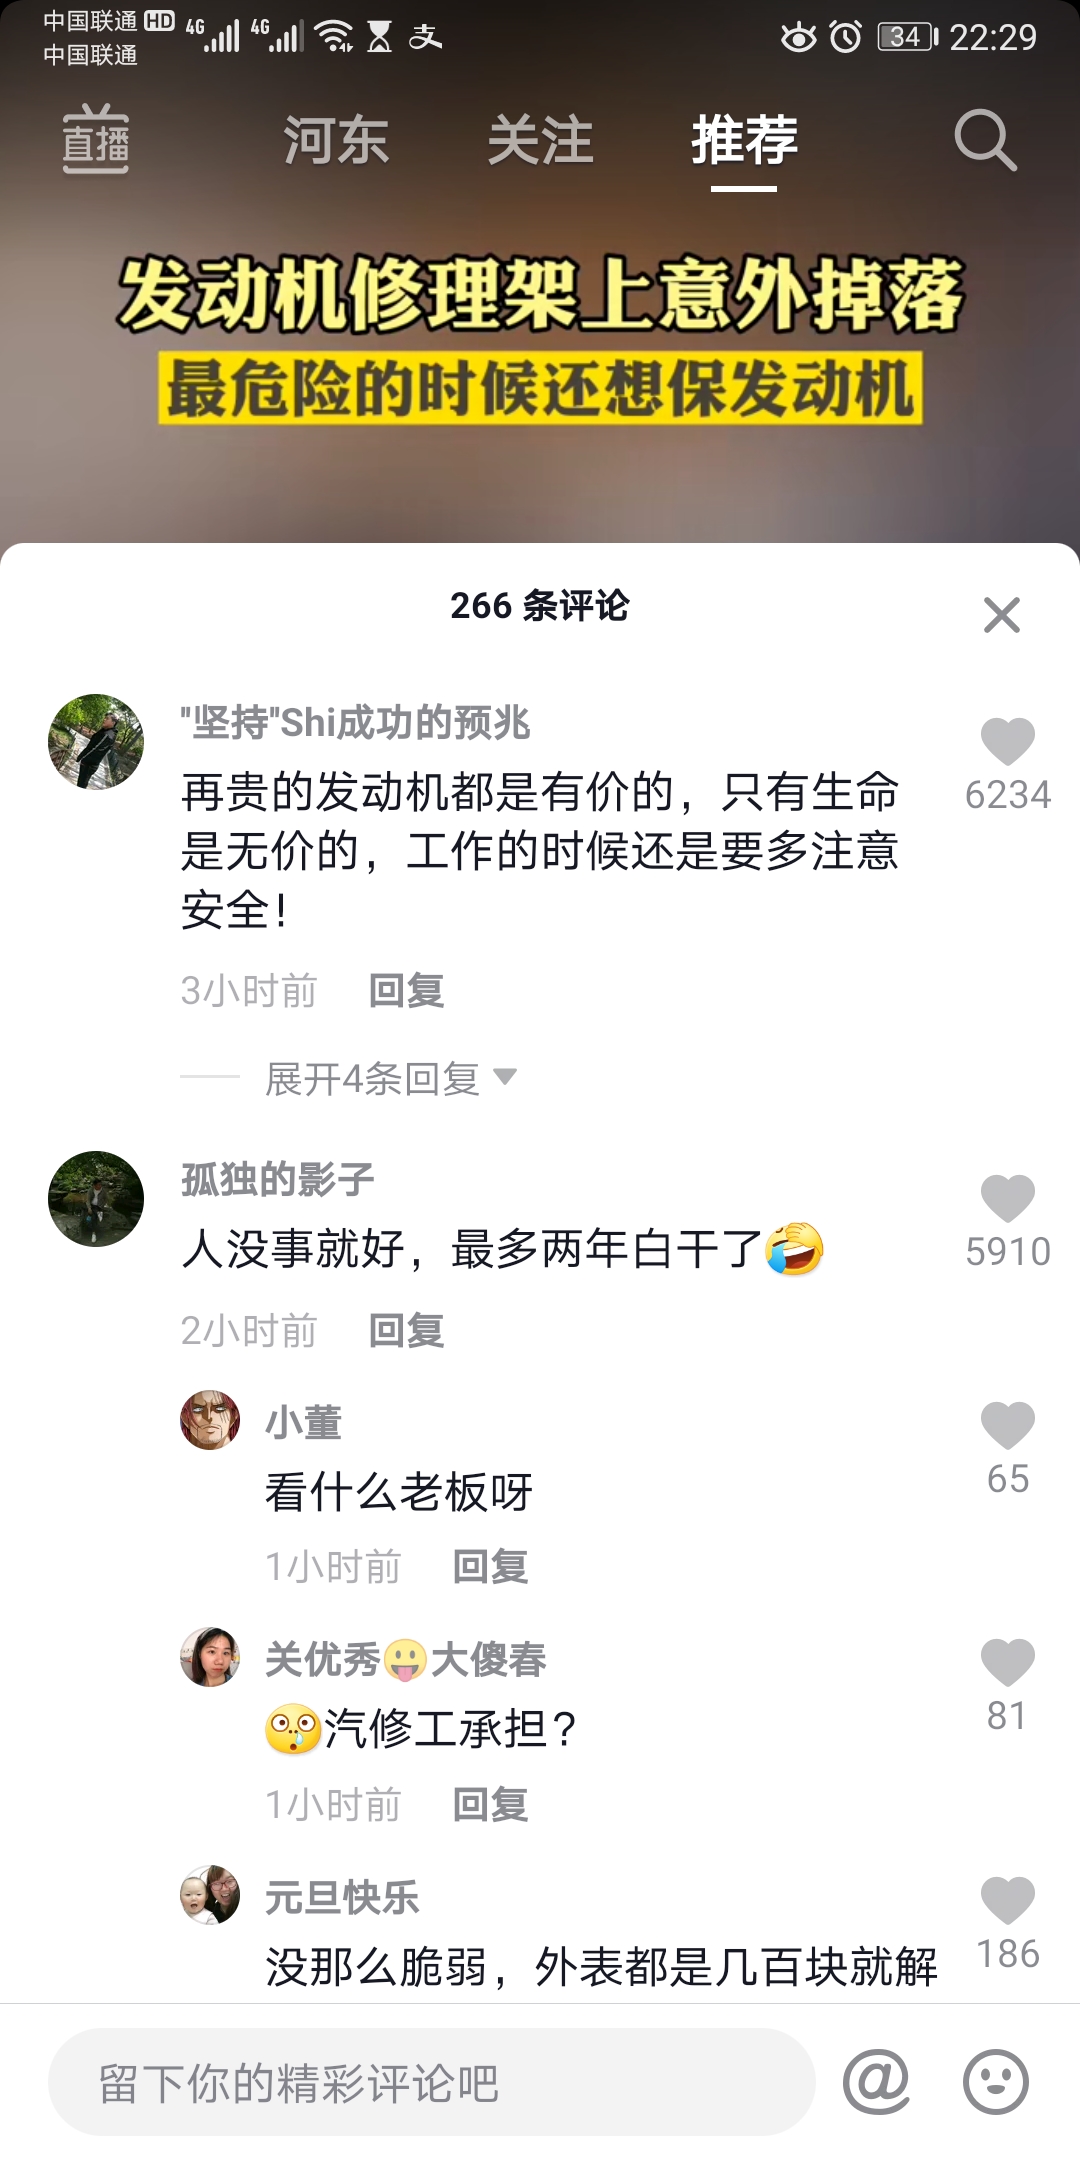 中国联通 HD 4G 4G 34 22:29
中国联通
直播 河东 关注 推荐
发动机修理架上意外掉落
最危险的时候还想保发动机
266 条评论
"坚持"Shi成功的预兆
再贵的发动机都是有价的，只有生命
6234
是无价的，工作的时候还是要多注意
安全！
3小时前 回复
展开4条回复
孤独的影子
人没事就好，最多两年白干了🤣
5910
2小时前 回复
小董
看什么老板呀
65
1小时前 回复
关优秀😛大傻春
汽修工承担？
81
1小时前 回复
元旦快乐
没那么脆弱，外表都是几百块就解
186
留下你的精彩评论吧 @